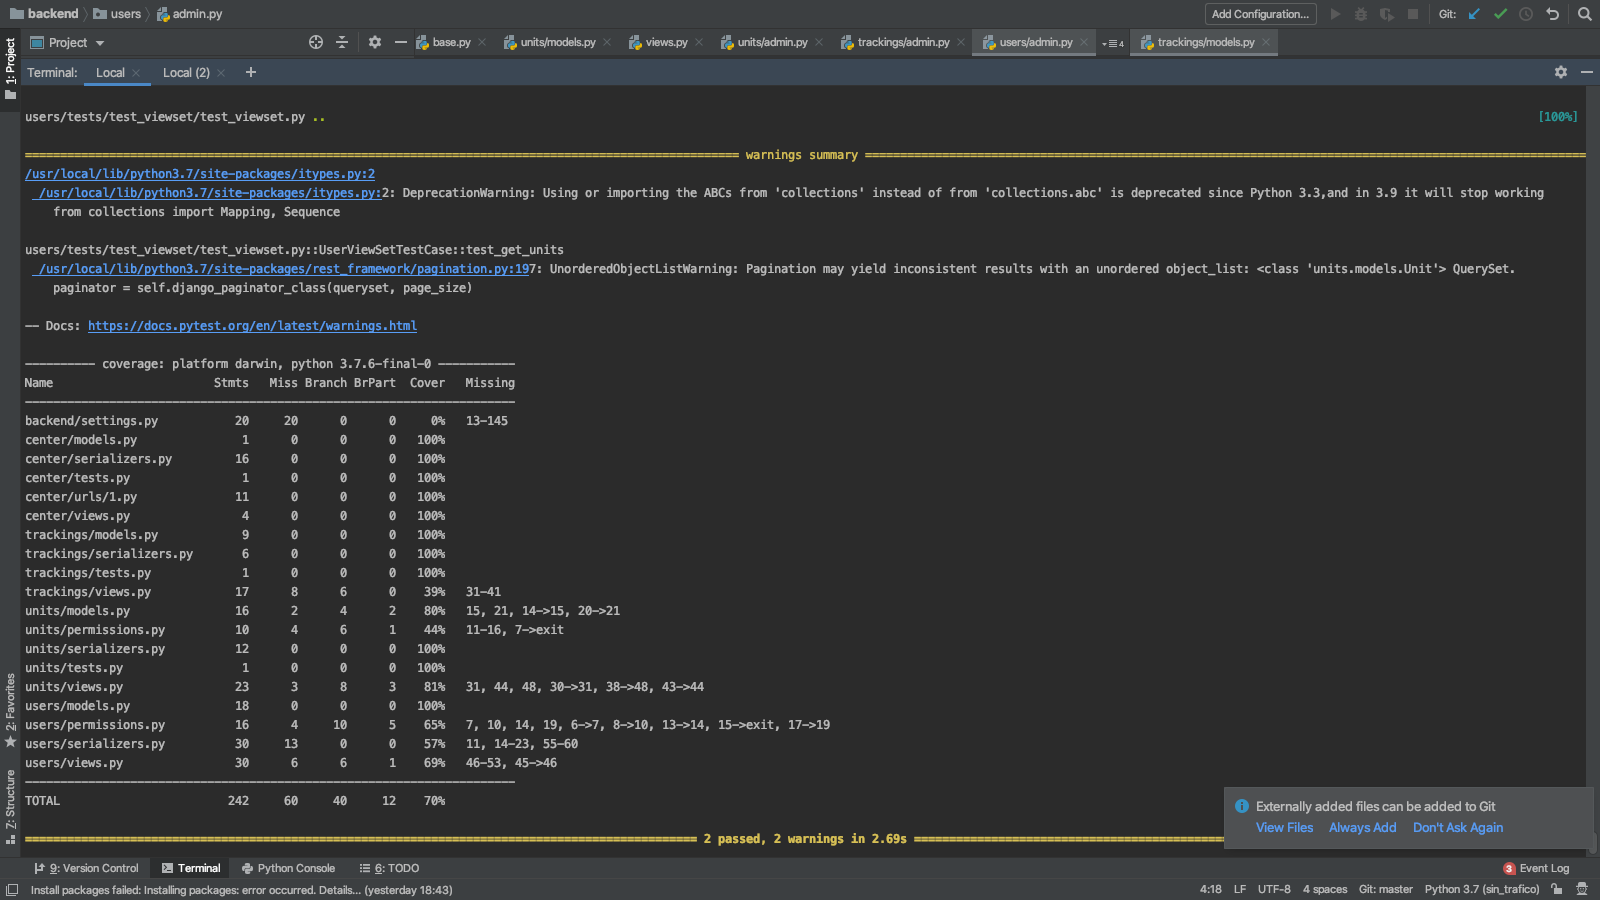 backend users admin.py Add Configuration... Git:
1: Project Project base.py units/models.py views.py units/admin.py trackings/admin.py users/admin.py 4 trackings/models.py
Terminal: Local Local (2) +
users/tests/test_viewset/test_viewset.py .. [100%]
warnings summary
/usr/local/lib/python3.7/site-packages/itypes.py:2
/usr/local/lib/python3.7/site-packages/itypes.py:2: DeprecationWarning: Using or importing the ABCs from 'collections' instead of from 'collections.abc' is deprecated since Python 3.3,and in 3.9 it will stop working
from collections import Mapping, Sequence
users/tests/test_viewset/test_viewset.py::UserViewSetTestCase::test_get_units
/usr/local/lib/python3.7/site-packages/rest_framework/pagination.py:197: UnorderedObjectListWarning: Pagination may yield inconsistent results with an unordered object_list: <class 'units.models.Unit'> QuerySet.
paginator = self.django_paginator_class(queryset, page_size)
-- Docs: https://docs.pytest.org/en/latest/warnings.html
---------- coverage: platform darwin, python 3.7.6-final-0 -----------
Name Stmts Miss Branch BrPart Cover Missing
----------------------------------------------------------------------
backend/settings.py 20 20 0 0 0% 13-145
center/models.py 1 0 0 0 100%
center/serializers.py 16 0 0 0 100%
center/tests.py 1 0 0 0 100%
center/urls/1.py 11 0 0 0 100%
center/views.py 4 0 0 0 100%
trackings/models.py 9 0 0 0 100%
trackings/serializers.py 6 0 0 0 100%
trackings/tests.py 1 0 0 0 100%
trackings/views.py 17 8 6 0 39% 31-41
units/models.py 16 2 4 2 80% 15, 21, 14->15, 20->21
units/permissions.py 10 4 6 1 44% 11-16, 7->exit
units/serializers.py 12 0 0 0 100%
units/tests.py 1 0 0 0 100%
units/views.py 23 3 8 3 81% 31, 44, 48, 30->31, 38->48, 43->44
users/models.py 18 0 0 0 100%
users/permissions.py 16 4 10 5 65% 7, 10, 14, 19, 6->7, 8->10, 13->14, 15->exit, 17->19
users/serializers.py 30 13 0 0 57% 11, 14-23, 55-60
users/views.py 30 6 6 1 69% 46-53, 45->46
----------------------------------------------------------------------
TOTAL 242 60 40 12 70%
2 passed, 2 warnings in 2.69s
2: Favorites
Z: Structure
Externally added files can be added to Git
View Files Always Add Don't Ask Again
9: Version Control Terminal Python Console 6: TODO 3 Event Log
Install packages failed: Installing packages: error occurred. Details... (yesterday 18:43) 4:18 LF UTF-8 4 spaces Git: master Python 3.7 (sin_trafico)